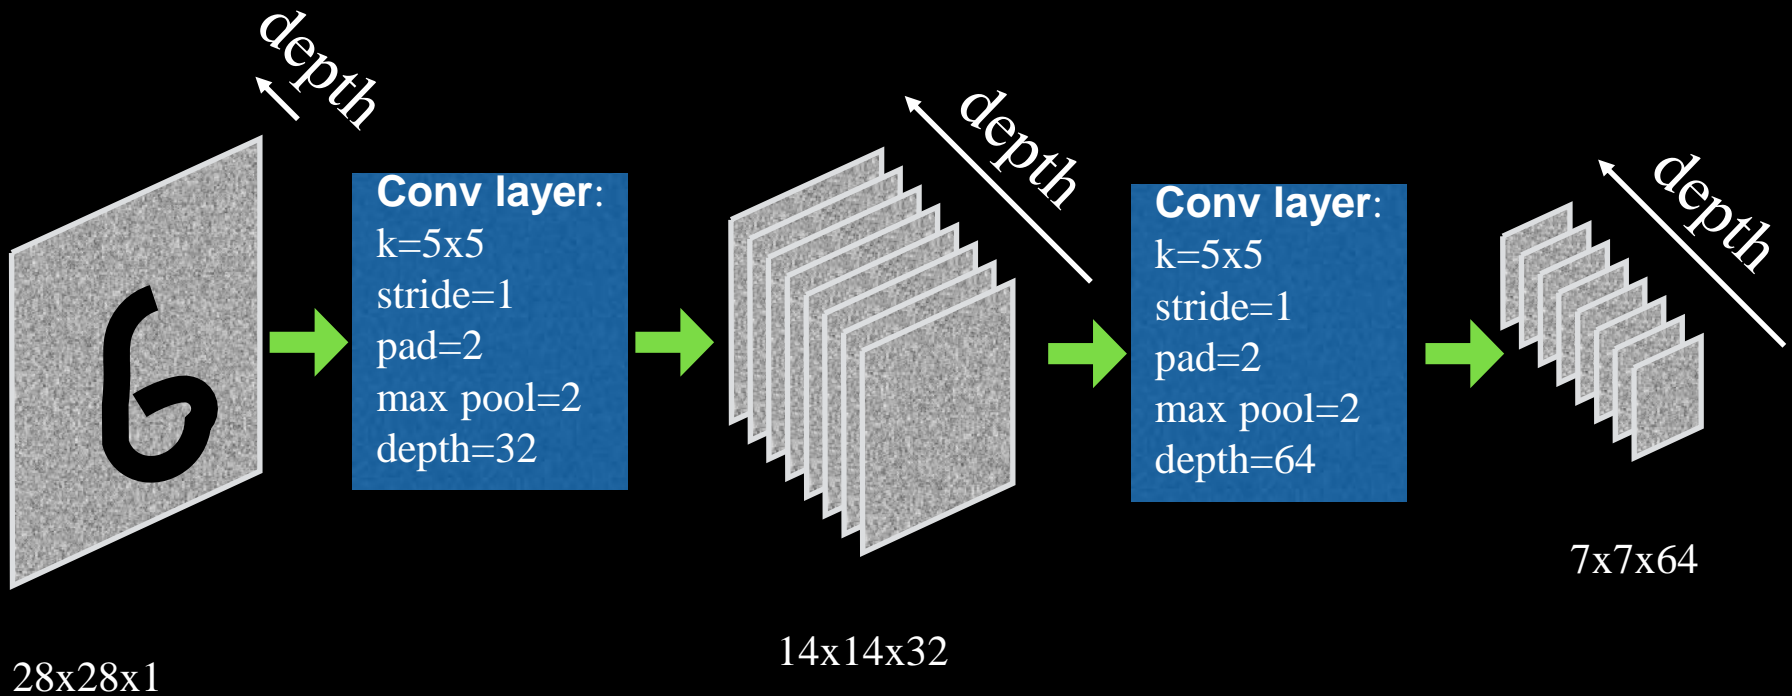 depth
28x28x1
Conv layer:
k=5x5
stride=1
pad=2
max pool=2
depth=32
depth
14x14x32
Conv layer:
k=5x5
stride=1
pad=2
max pool=2
depth=64
depth
7x7x64